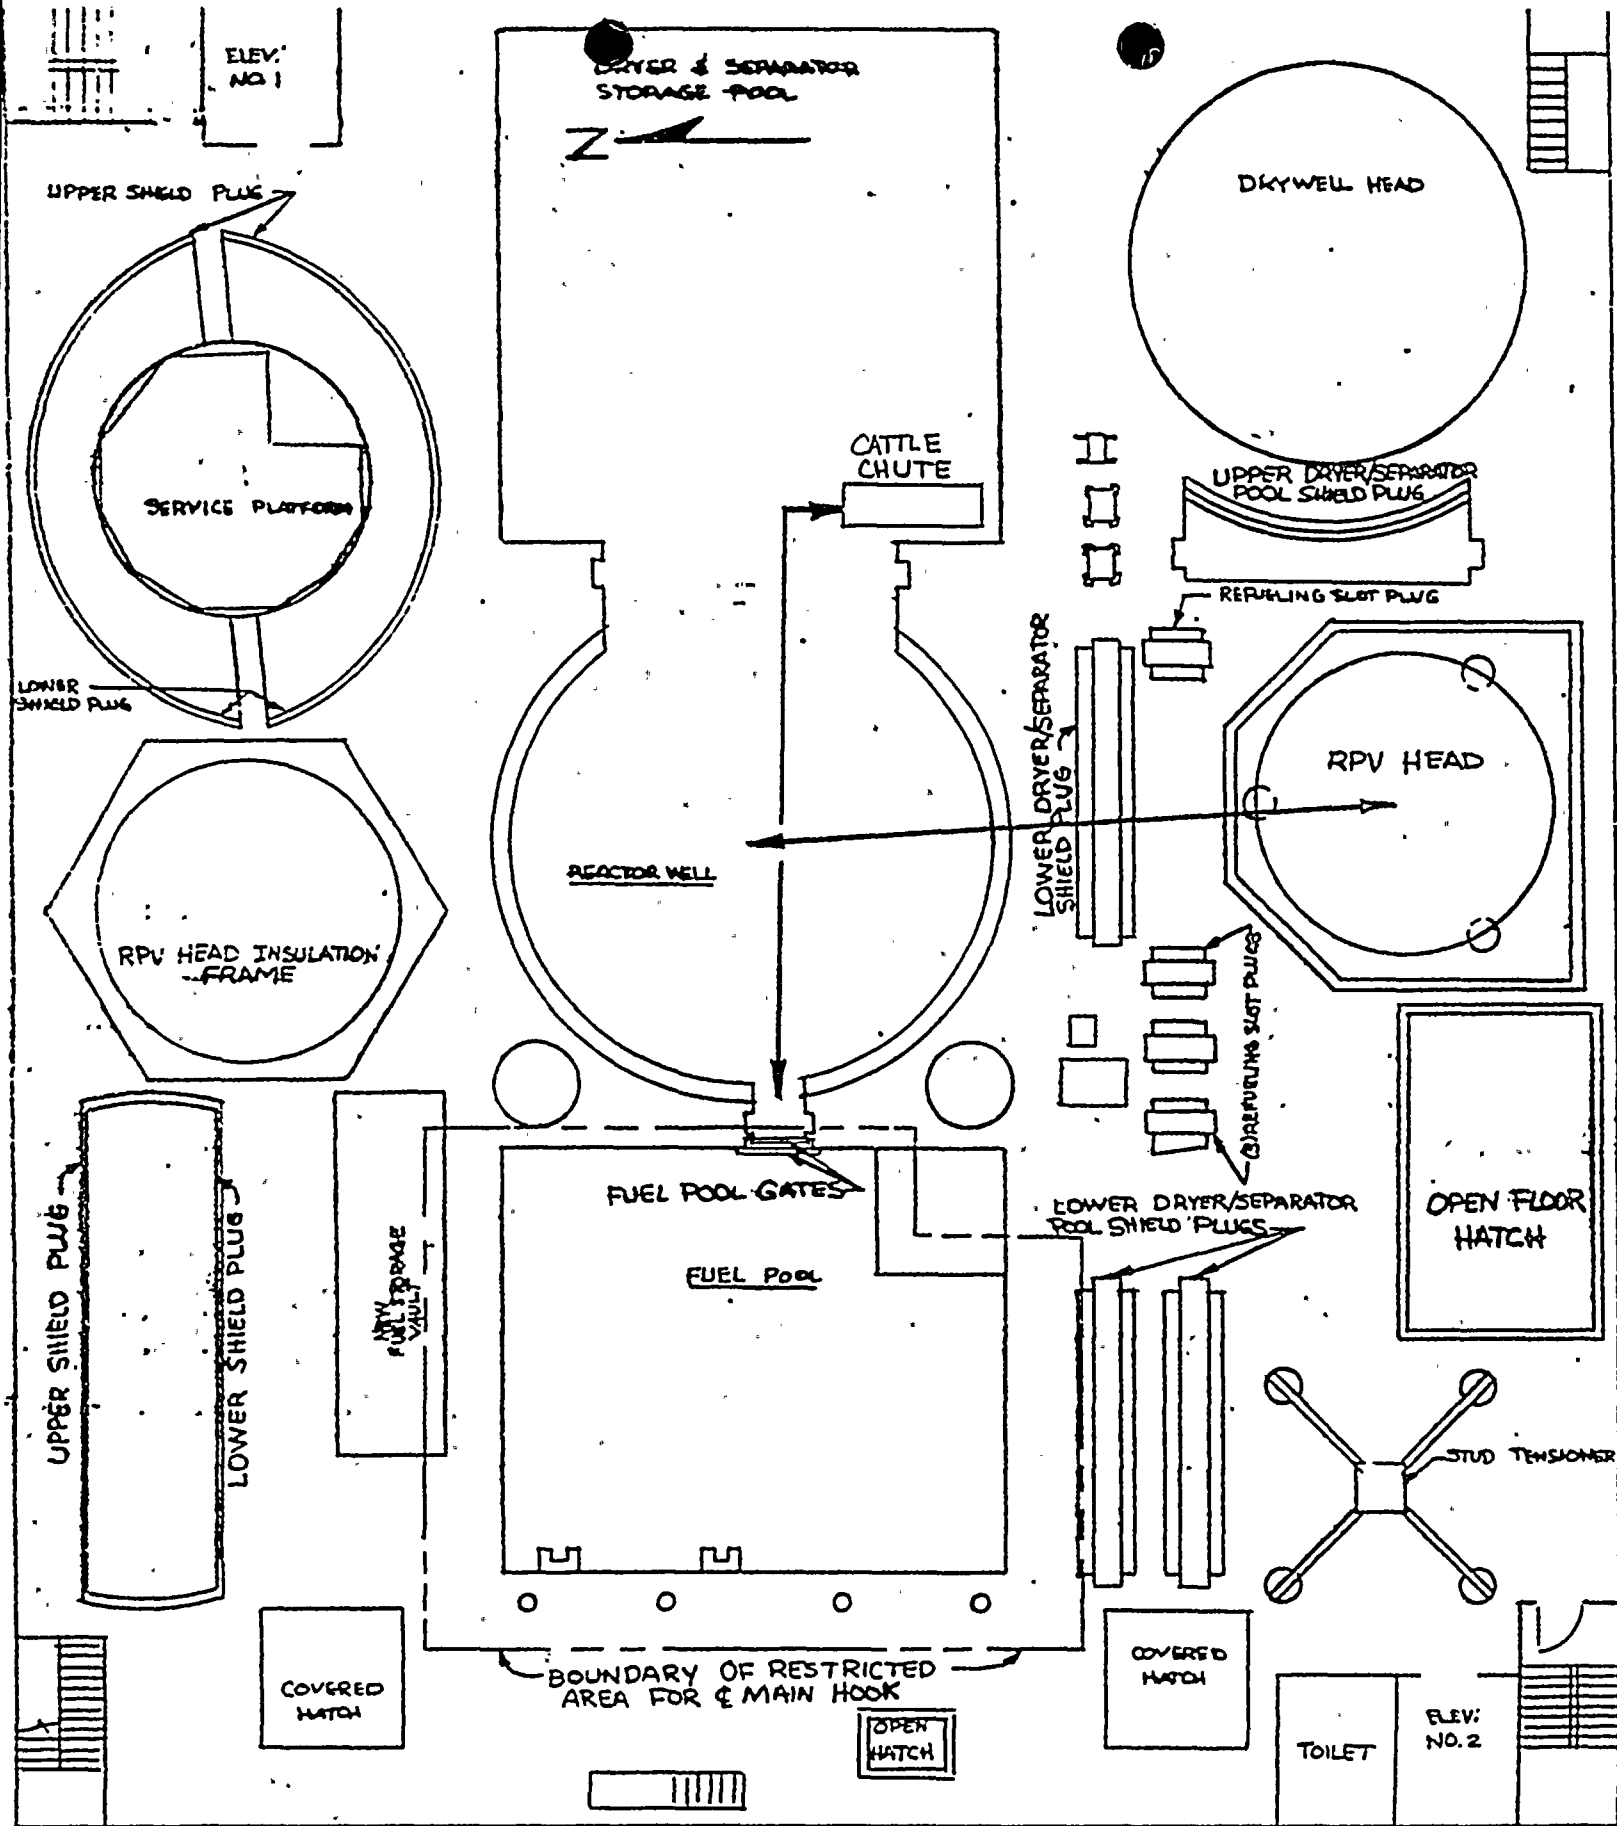 ELEV.
NO. 1
DRYER & SEPARATOR
STORAGE POOL
N
DRYWELL HEAD
UPPER SHIELD PLUG
CATTLE
CHUTE
UPPER DRYER/SEPARATOR
POOL SHIELD PLUG
SERVICE PLATFORM
REFUELING SLOT PLUG
LOWER DRYER/SEPARATOR
SHIELD PLUG
LOWER
SHIELD PLUG
RPV HEAD
REACTOR WELL
RPV HEAD INSULATION
FRAME
(3) REFUELING SLOT PLUGS
FUEL POOL GATES
LOWER DRYER/SEPARATOR
POOL SHIELD PLUGS
OPEN FLOOR
HATCH
UPPER SHIELD PLUG
LOWER SHIELD PLUG
NEW
FUEL STORAGE
VAULT
FUEL POOL
STUD TENSIONER
BOUNDARY OF RESTRICTED
AREA FOR ℄ MAIN HOOK
COVERED
HATCH
COVERED
HATCH
OPEN
HATCH
TOILET
ELEV.
NO. 2